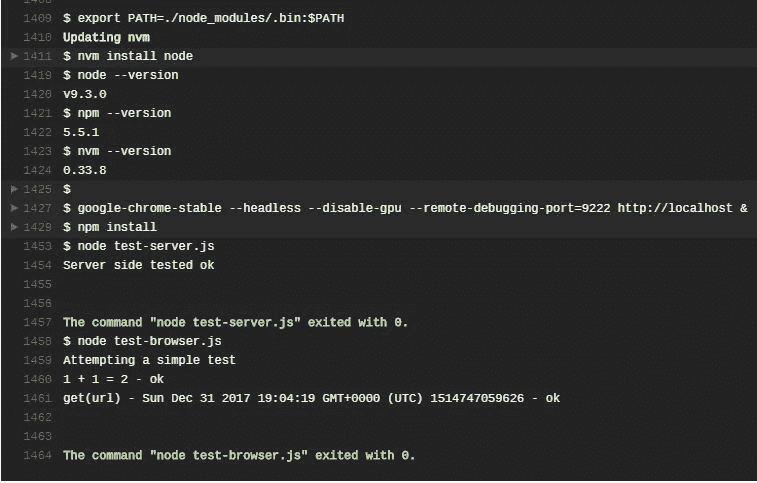 1409 $ export PATH=./node_modules/.bin:$PATH
1410 Updating nvm
1411 $ nvm install node
1419 $ node --version
1420 v9.3.0
1421 $ npm --version
1422 5.5.1
1423 $ nvm --version
1424 0.33.8
1425 $
1427 $ google-chrome-stable --headless --disable-gpu --remote-debugging-port=9222 http://localhost &
1429 $ npm install
1453 $ node test-server.js
1454 Server side tested ok
1455
1456
1457 The command "node test-server.js" exited with 0.
1458 $ node test-browser.js
1459 Attempting a simple test
1460 1 + 1 = 2 - ok
1461 get(url) - Sun Dec 31 2017 19:04:19 GMT+0000 (UTC) 1514747059626 - ok
1462
1463
1464 The command "node test-browser.js" exited with 0.